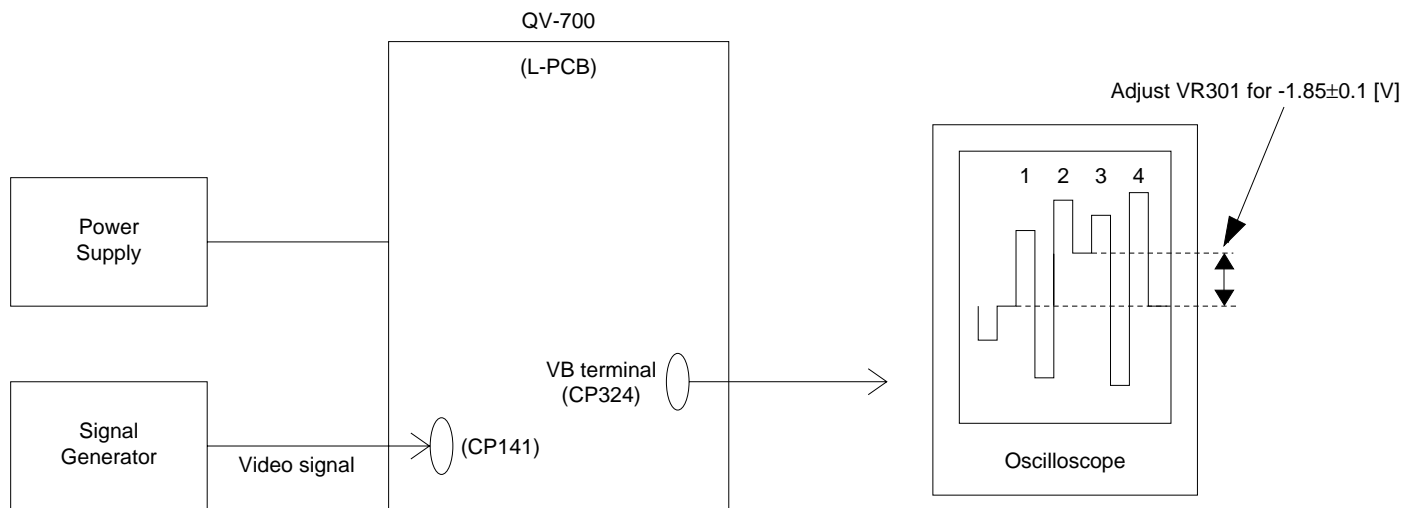 QV-700
(L-PCB)
Adjust VR301 for -1.85±0.1 [V]
1 2 3 4
Power
Supply
VB terminal
(CP324)
Signal
Generator
Video signal
(CP141)
Oscilloscope